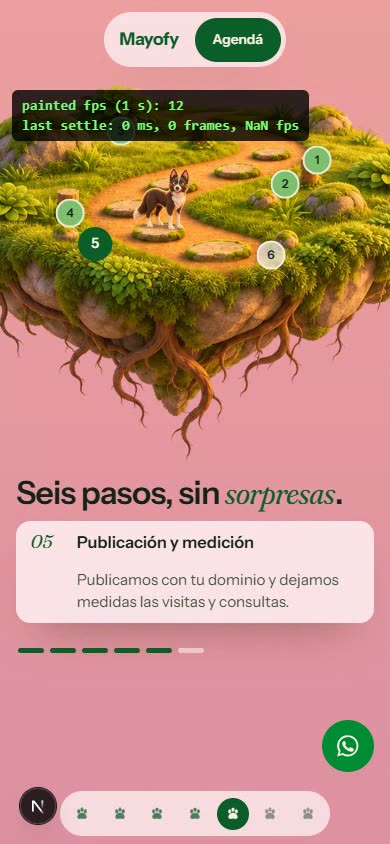 Mayofy
Agendá
painted fps (1 s): 12
last settle: 0 ms, 0 frames, NaN fps
1
2
4
5
6
Seis pasos, sin sorpresas.
05
Publicación y medición
Publicamos con tu dominio y dejamos
medidas las visitas y consultas.
N